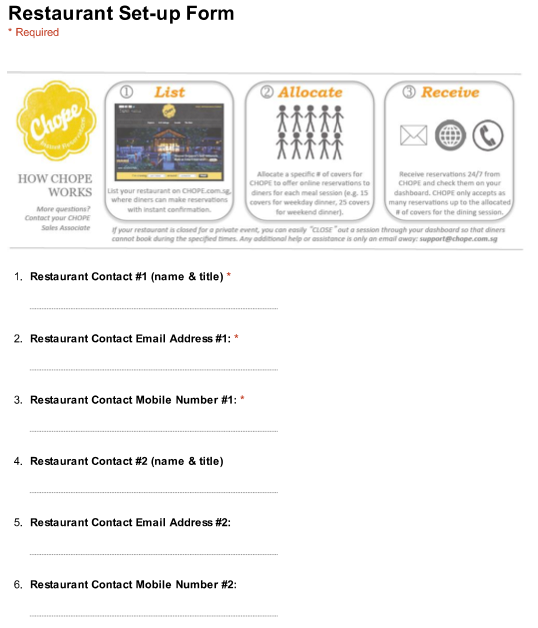 Restaurant Set-up Form
* Required
Chope
HOW CHOPE
WORKS
More questions?
Contact your CHOPE
Sales Associate
1 List
List your restaurant on CHOPE.com.sg,
where diners can make reservations
with instant confirmation.
2 Allocate
Allocate a specific # of covers for
CHOPE to offer online reservations to
diners for each meal session (e.g. 15
covers for weekday dinner, 25 covers
for weekend dinner).
3 Receive
Receive reservations 24/7 from
CHOPE and check them on your
dashboard. CHOPE only accepts as
many reservations up to the allocated
# of covers for the dining session.
If your restaurant is closed for a private event, you can easily "CLOSE" out a session through your dashboard so that diners
cannot book during the specified times. Any additional help or assistance is only an email away: support@chope.com.sg
1. Restaurant Contact #1 (name & title) *
2. Restaurant Contact Email Address #1: *
3. Restaurant Contact Mobile Number #1: *
4. Restaurant Contact #2 (name & title)
5. Restaurant Contact Email Address #2:
6. Restaurant Contact Mobile Number #2: